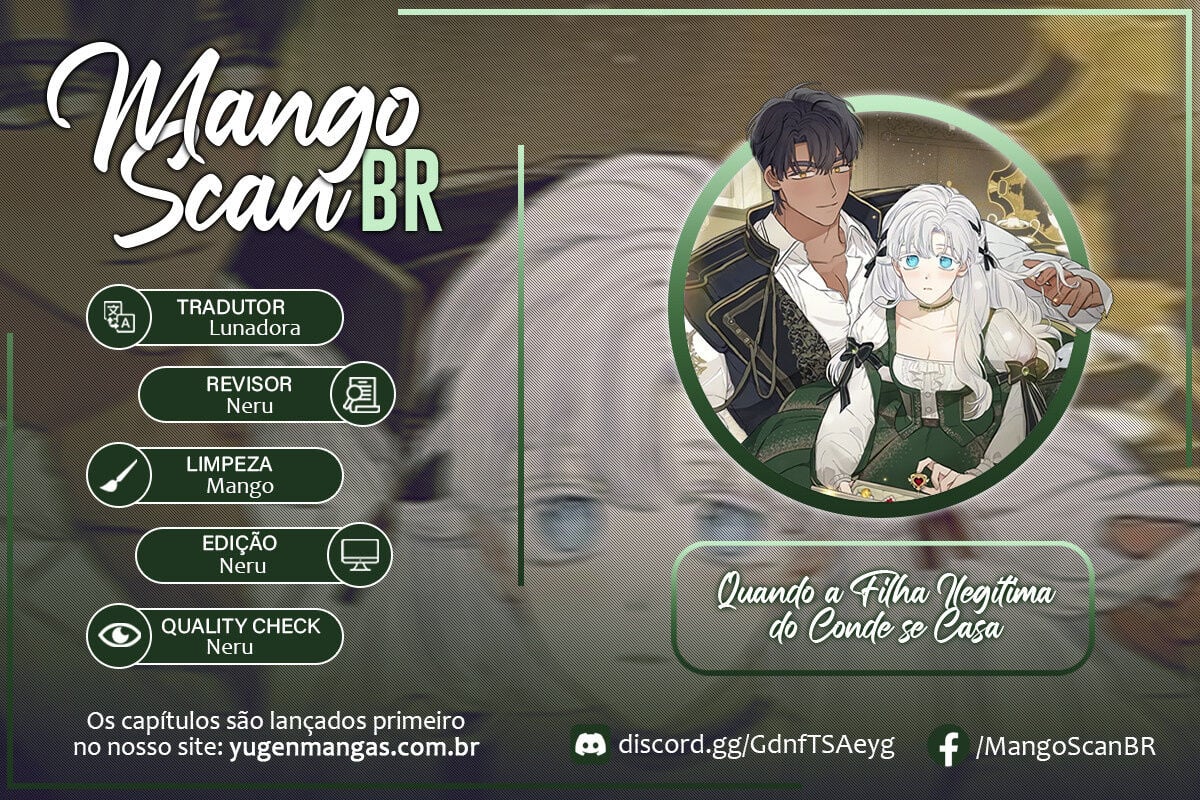 Mango
Scan BR
TRADUTOR
Lunadora
REVISOR
Neru
LIMPEZA
Mango
EDIÇÃO
Neru
QUALITY CHECK
Neru
Os capítulos são lançados primeiro
no nosso site: yugenmangas.com.br
Quando a Filha Ilegítima
do Conde se Casa
discord.gg/GdnfTSAeyg
/MangoScanBR